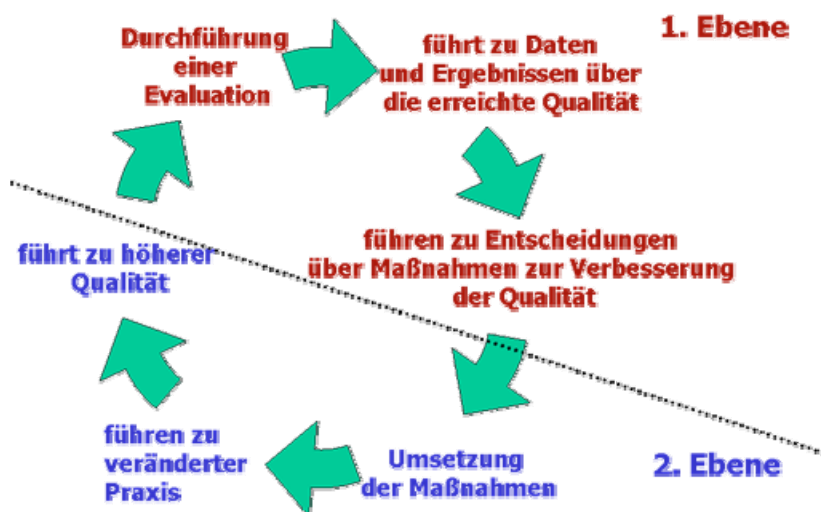 1. Ebene
Durchführung
einer
Evaluation
führt zu Daten
und Ergebnissen über
die erreichte Qualität
führen zu Entscheidungen
über Maßnahmen zur Verbesserung
der Qualität
Umsetzung
der Maßnahmen
führen zu
veränderter
Praxis
führt zu höherer
Qualität
2. Ebene